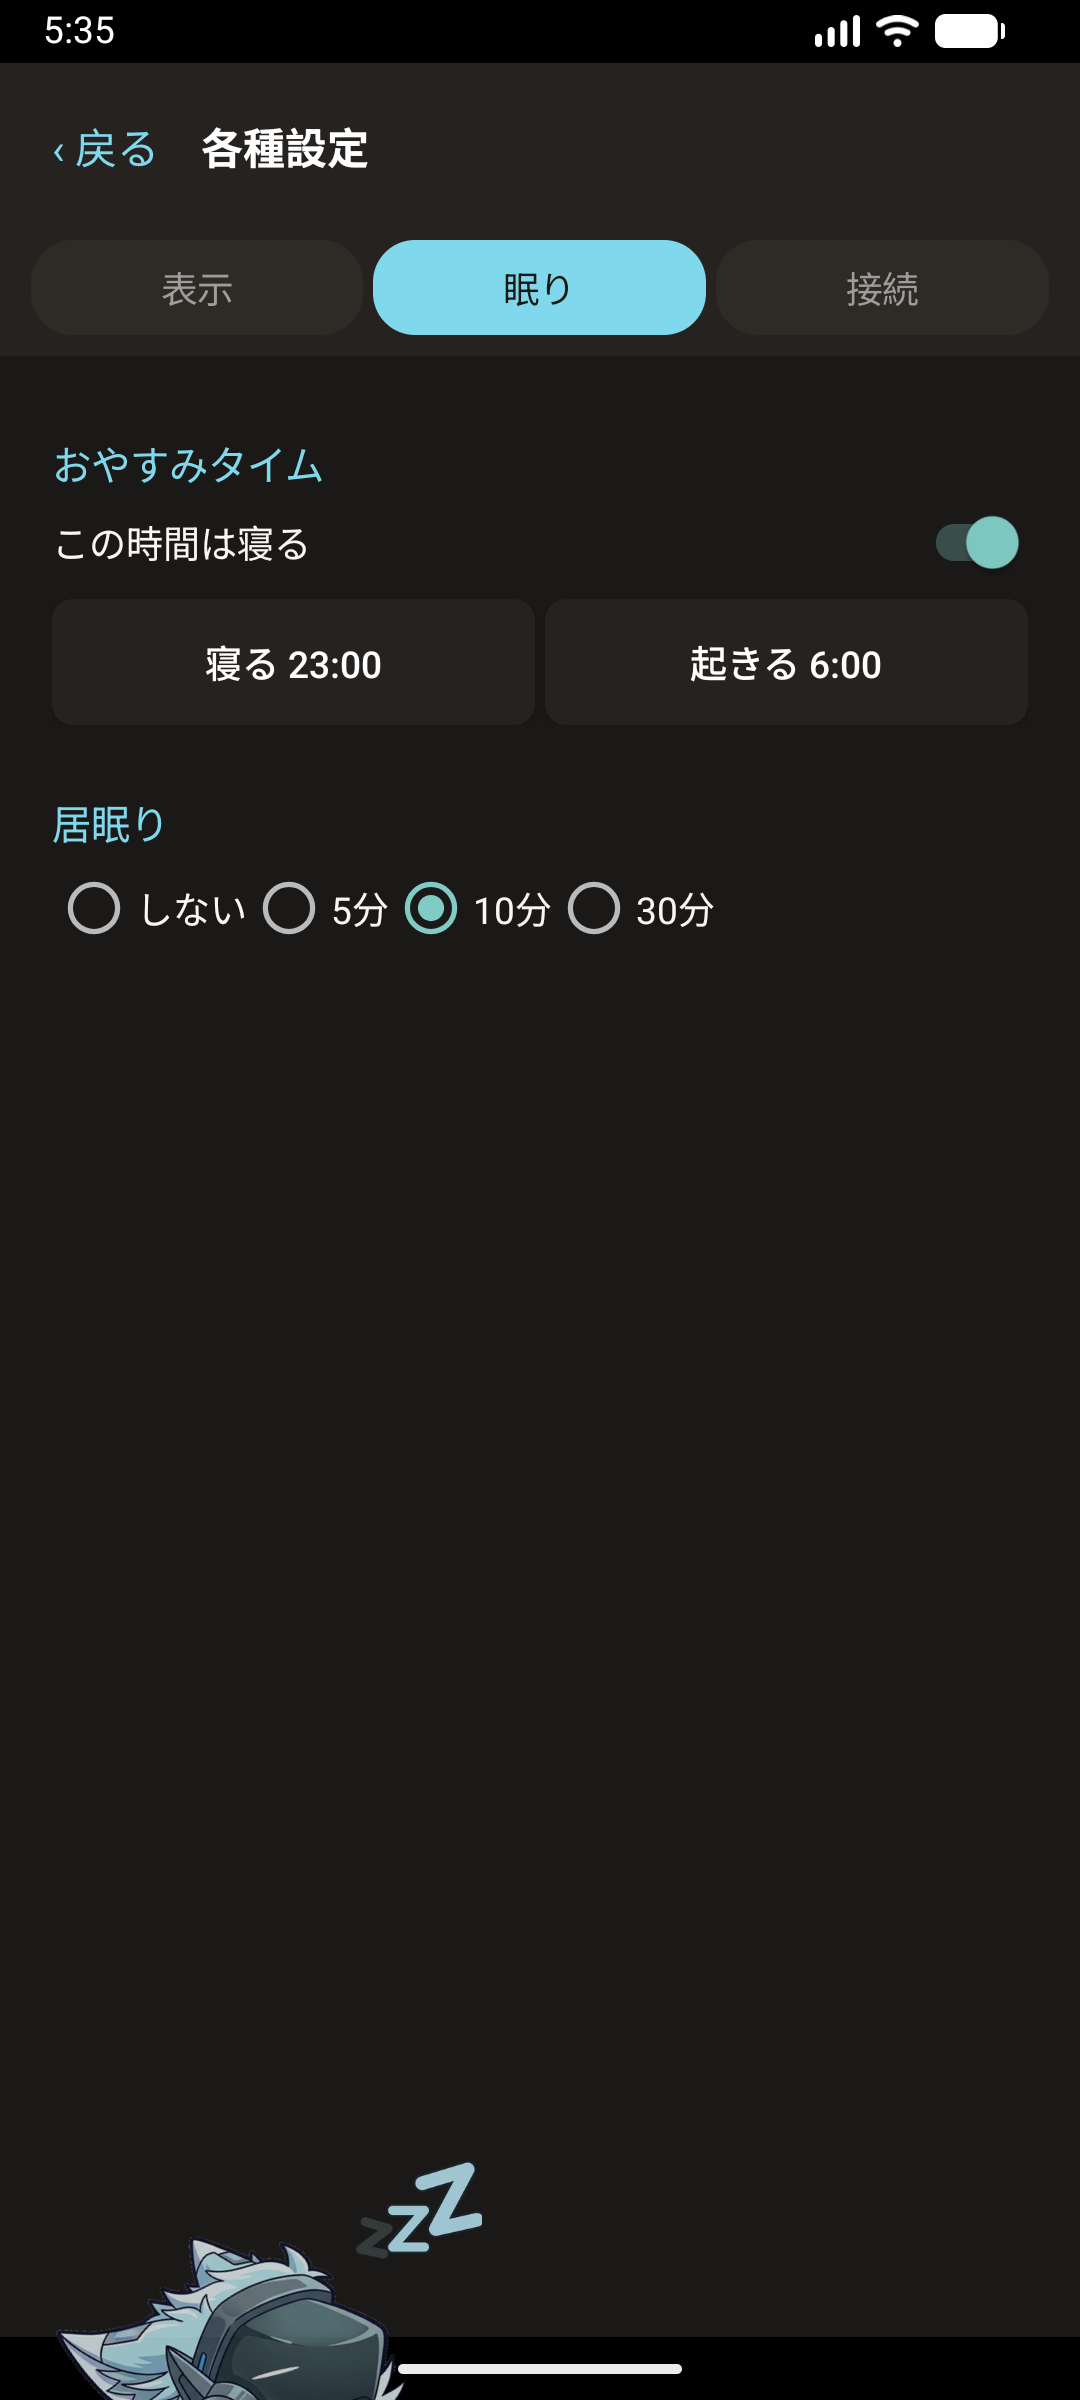 5:35
‹ 戻る 各種設定
表示 眠り 接続
おやすみタイム
この時間は寝る
寝る 23:00 起きる 6:00
居眠り
しない 5分 10分 30分
z z Z